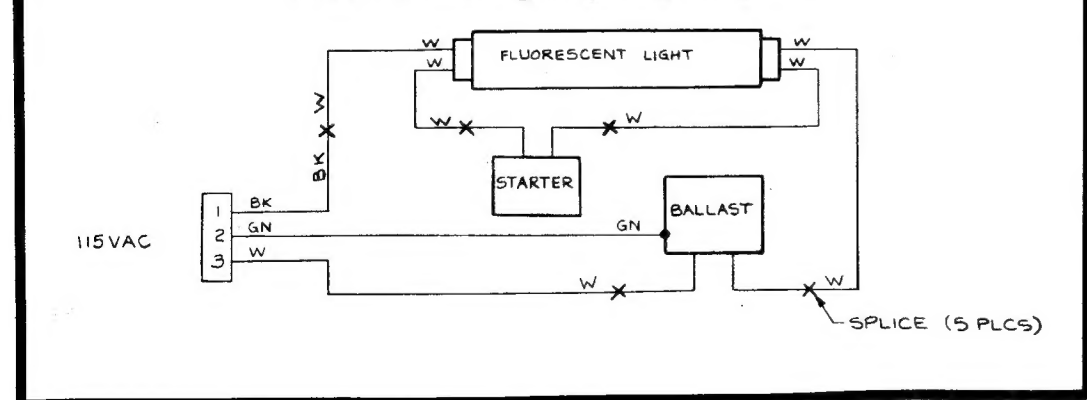 W
W
FLUORESCENT LIGHT
W
W
W
W
W
BK
STARTER
BALLAST
1
BK
2
GN
GN
3
W
115VAC
W
W
SPLICE (5 PLCS)